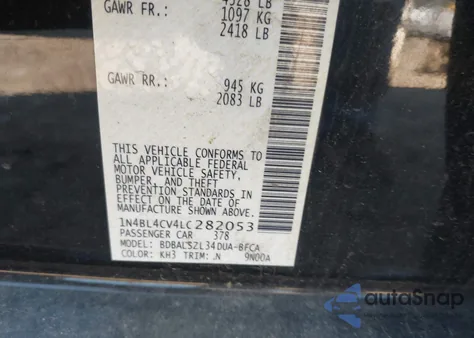 4528 LB
GAWR FR.: 1097 KG
2418 LB
GAWR RR.: 945 KG
2083 LB
THIS VEHICLE CONFORMS TO
ALL APPLICABLE FEDERAL
MOTOR VEHICLE SAFETY,
BUMPER, AND THEFT
PREVENTION STANDARDS IN
EFFECT ON THE DATE OF
MANUFACTURE SHOWN ABOVE.
1N4BL4CV4LC282053
PASSENGER CAR 378
MODEL: BDBALSZL34DUA-BFCA
COLOR: KH3 TRIM: N 9N00A
autoSnap